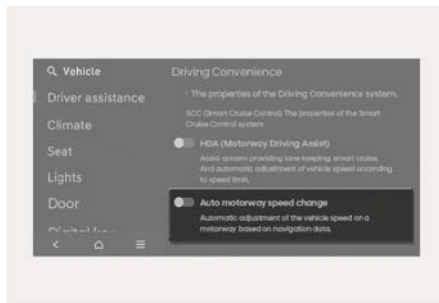 Vehicle
Driver assistance
Climate
Seat
Lights
Door
Digital key
Driving Convenience
The properties of the Driving Convenience system.
SCC (Smart Cruise Control) The properties of the Smart
Cruise Control system
HDA (Motorway Driving Assist)
Assist system providing lane keeping, smart cruise,
And automatic adjustment of vehicle speed according
to speed limit.
Auto motorway speed change
Automatic adjustment of the vehicle speed on a
motorway based on navigation data.